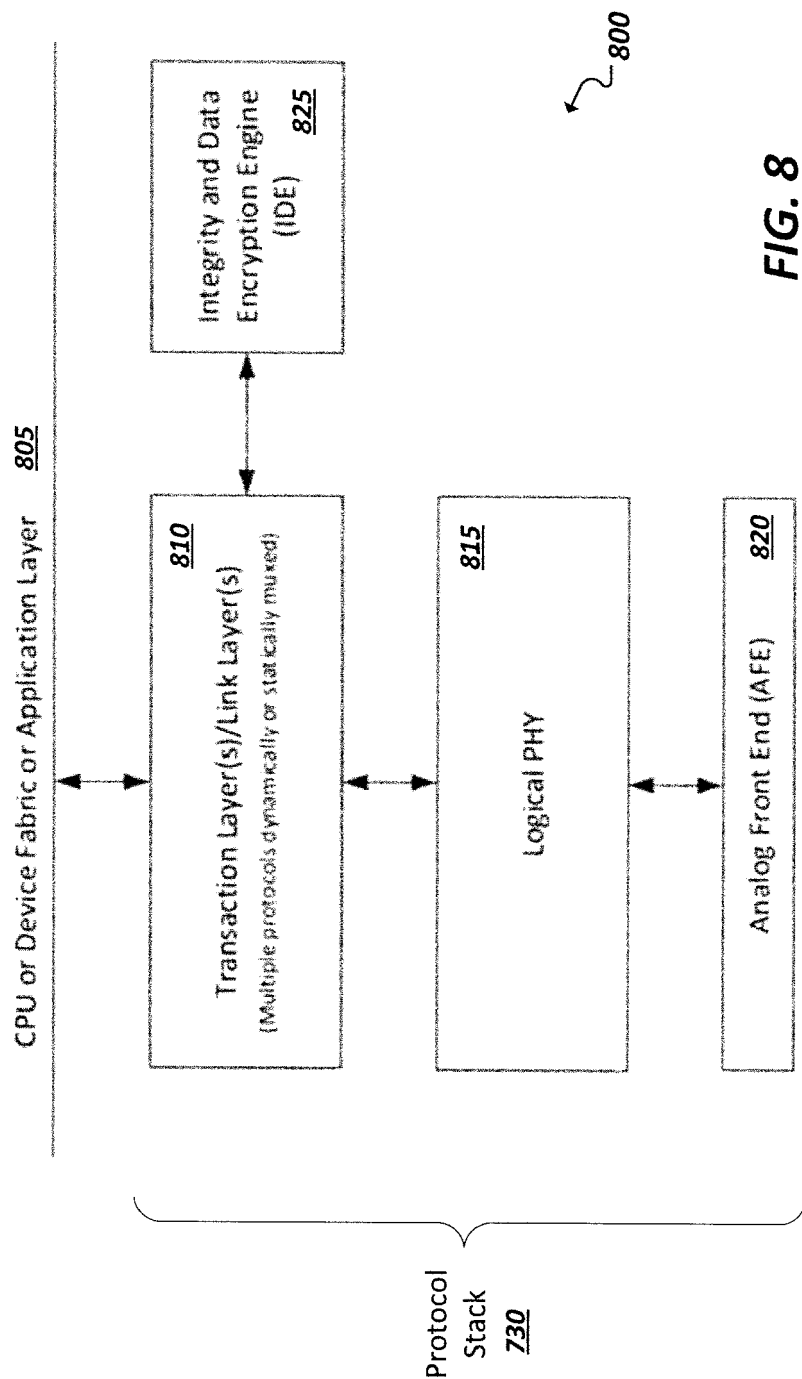 CPU or Device Fabric or Application Layer 805
Transaction Layer(s)/Link Layer(s)
810
(Multiple protocols dynamically or statically muxed)
Integrity and Data
Encryption Engine
(IDE)
825
Logical PHY
815
Analog Front End (AFE)
820
Protocol
Stack
730
800
FIG. 8